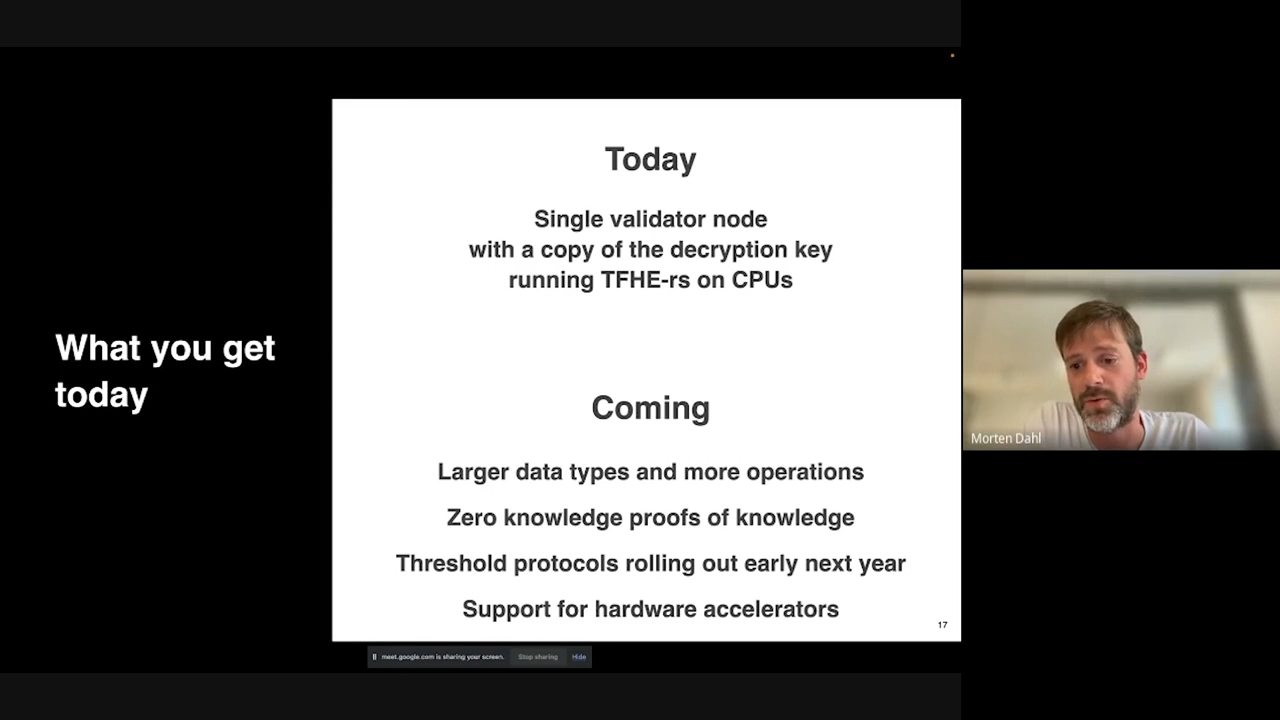 What you get
today
Today
Single validator node
with a copy of the decryption key
running TFHE-rs on CPUs
Coming
Larger data types and more operations
Zero knowledge proofs of knowledge
Threshold protocols rolling out early next year
Support for hardware accelerators
17
meet.google.com is sharing your screen. Stop sharing Hide
Morten Dahl